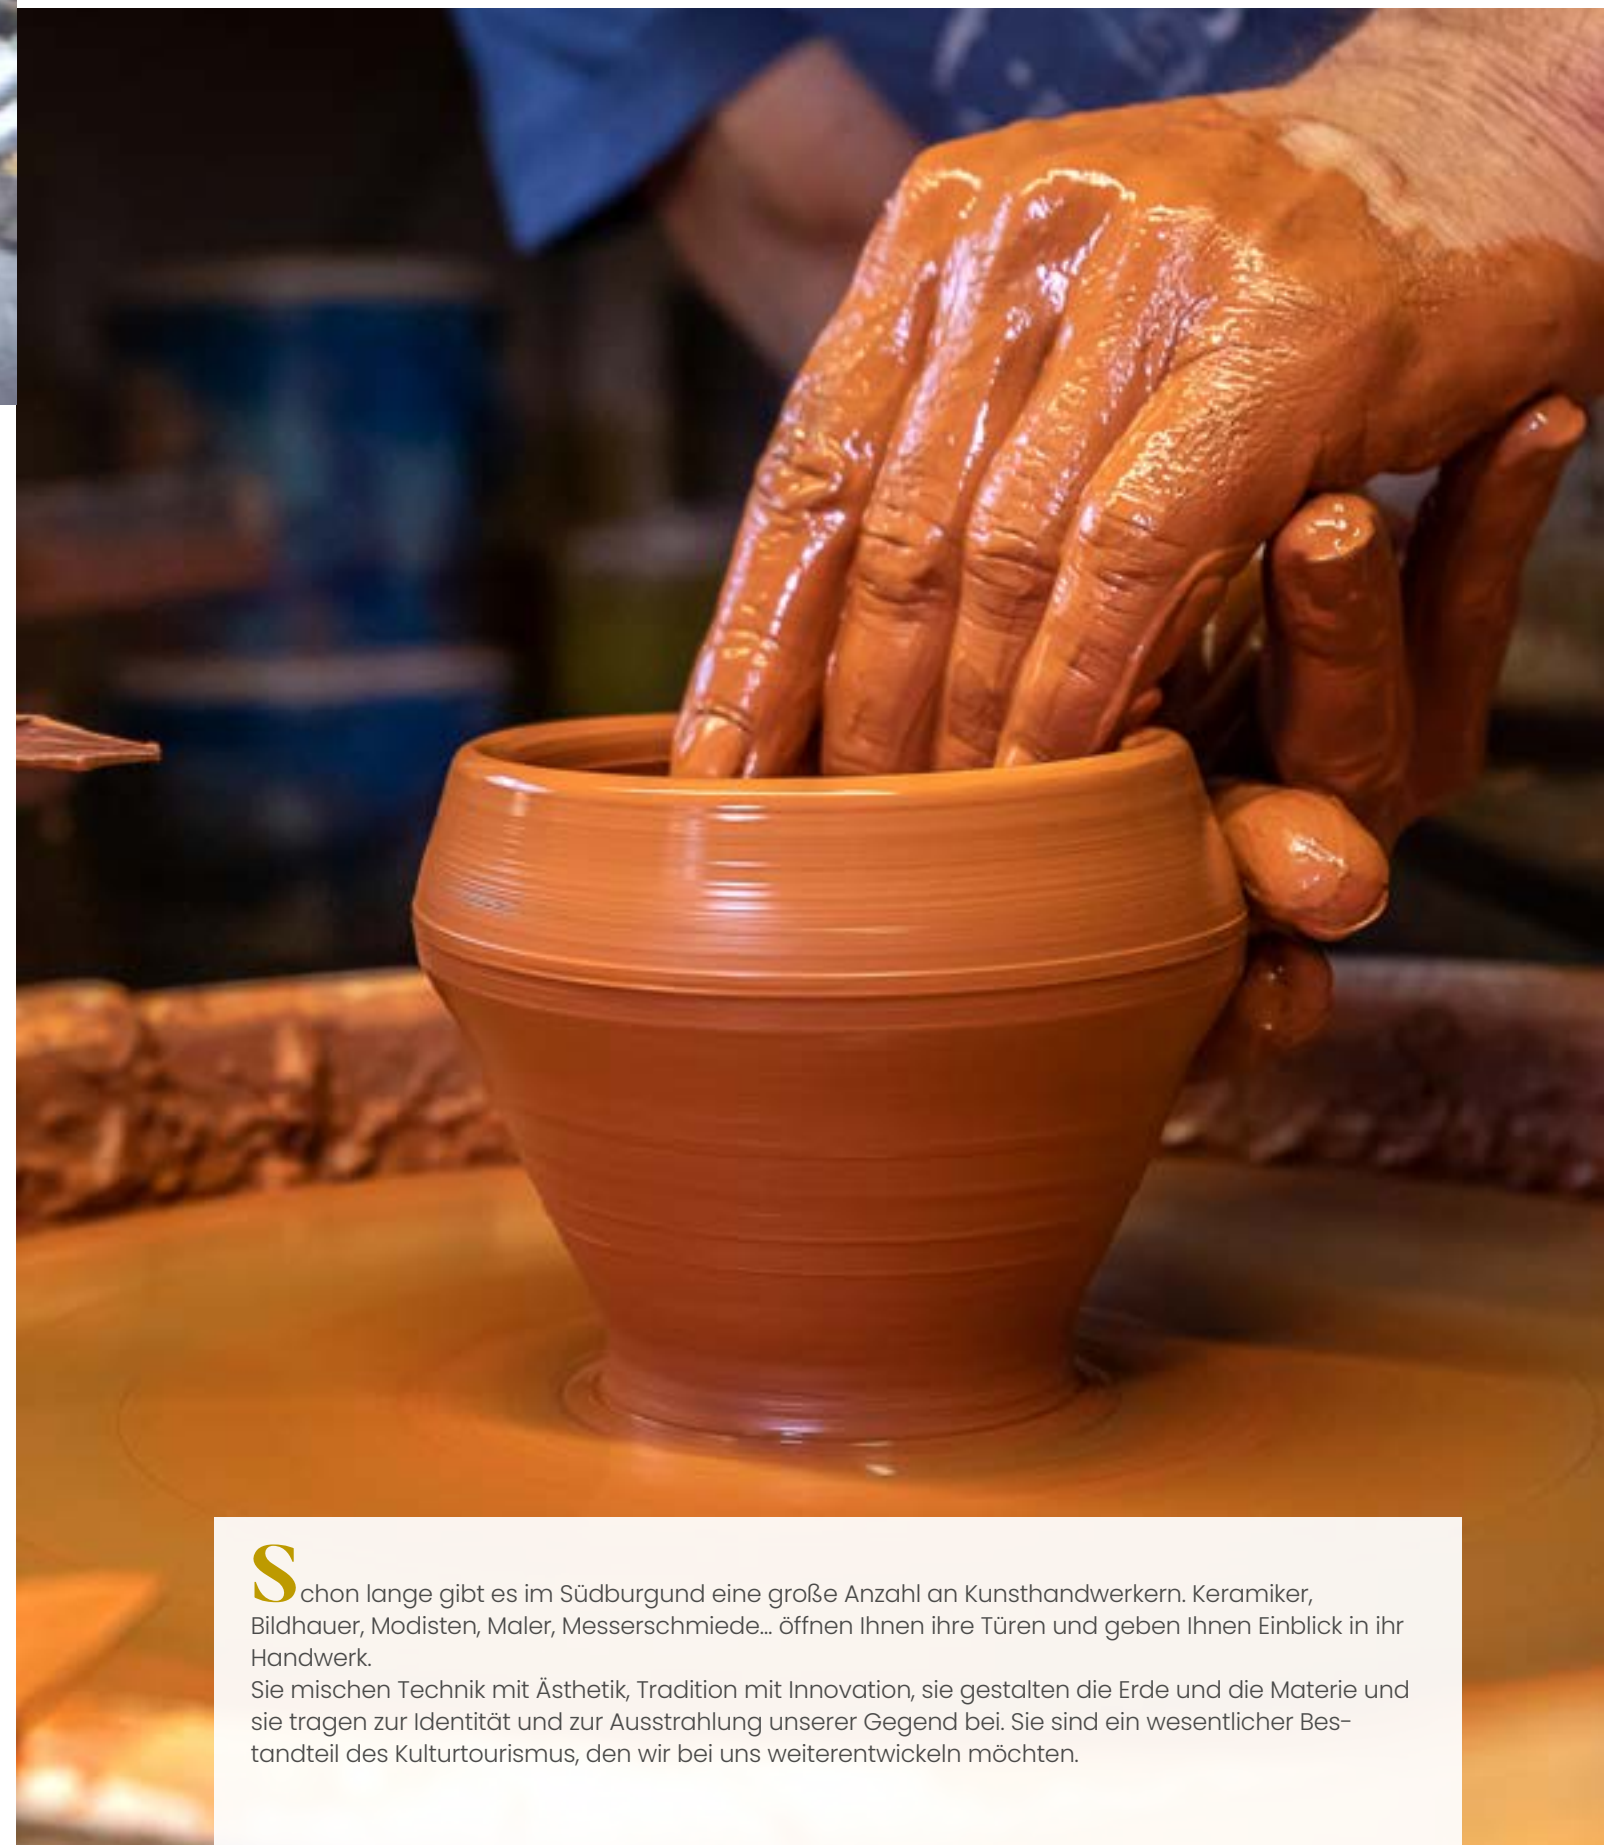 Schon lange gibt es im Südburgund eine große Anzahl an Kunsthandwerkern. Keramiker,
Bildhauer, Modisten, Maler, Messerschmiede... öffnen Ihnen ihre Türen und geben Ihnen Einblick in ihr
Handwerk.
Sie mischen Technik mit Ästhetik, Tradition mit Innovation, sie gestalten die Erde und die Materie und
sie tragen zur Identität und zur Ausstrahlung unserer Gegend bei. Sie sind ein wesentlicher Bes-
tandteil des Kulturtourismus, den wir bei uns weiterentwickeln möchten.